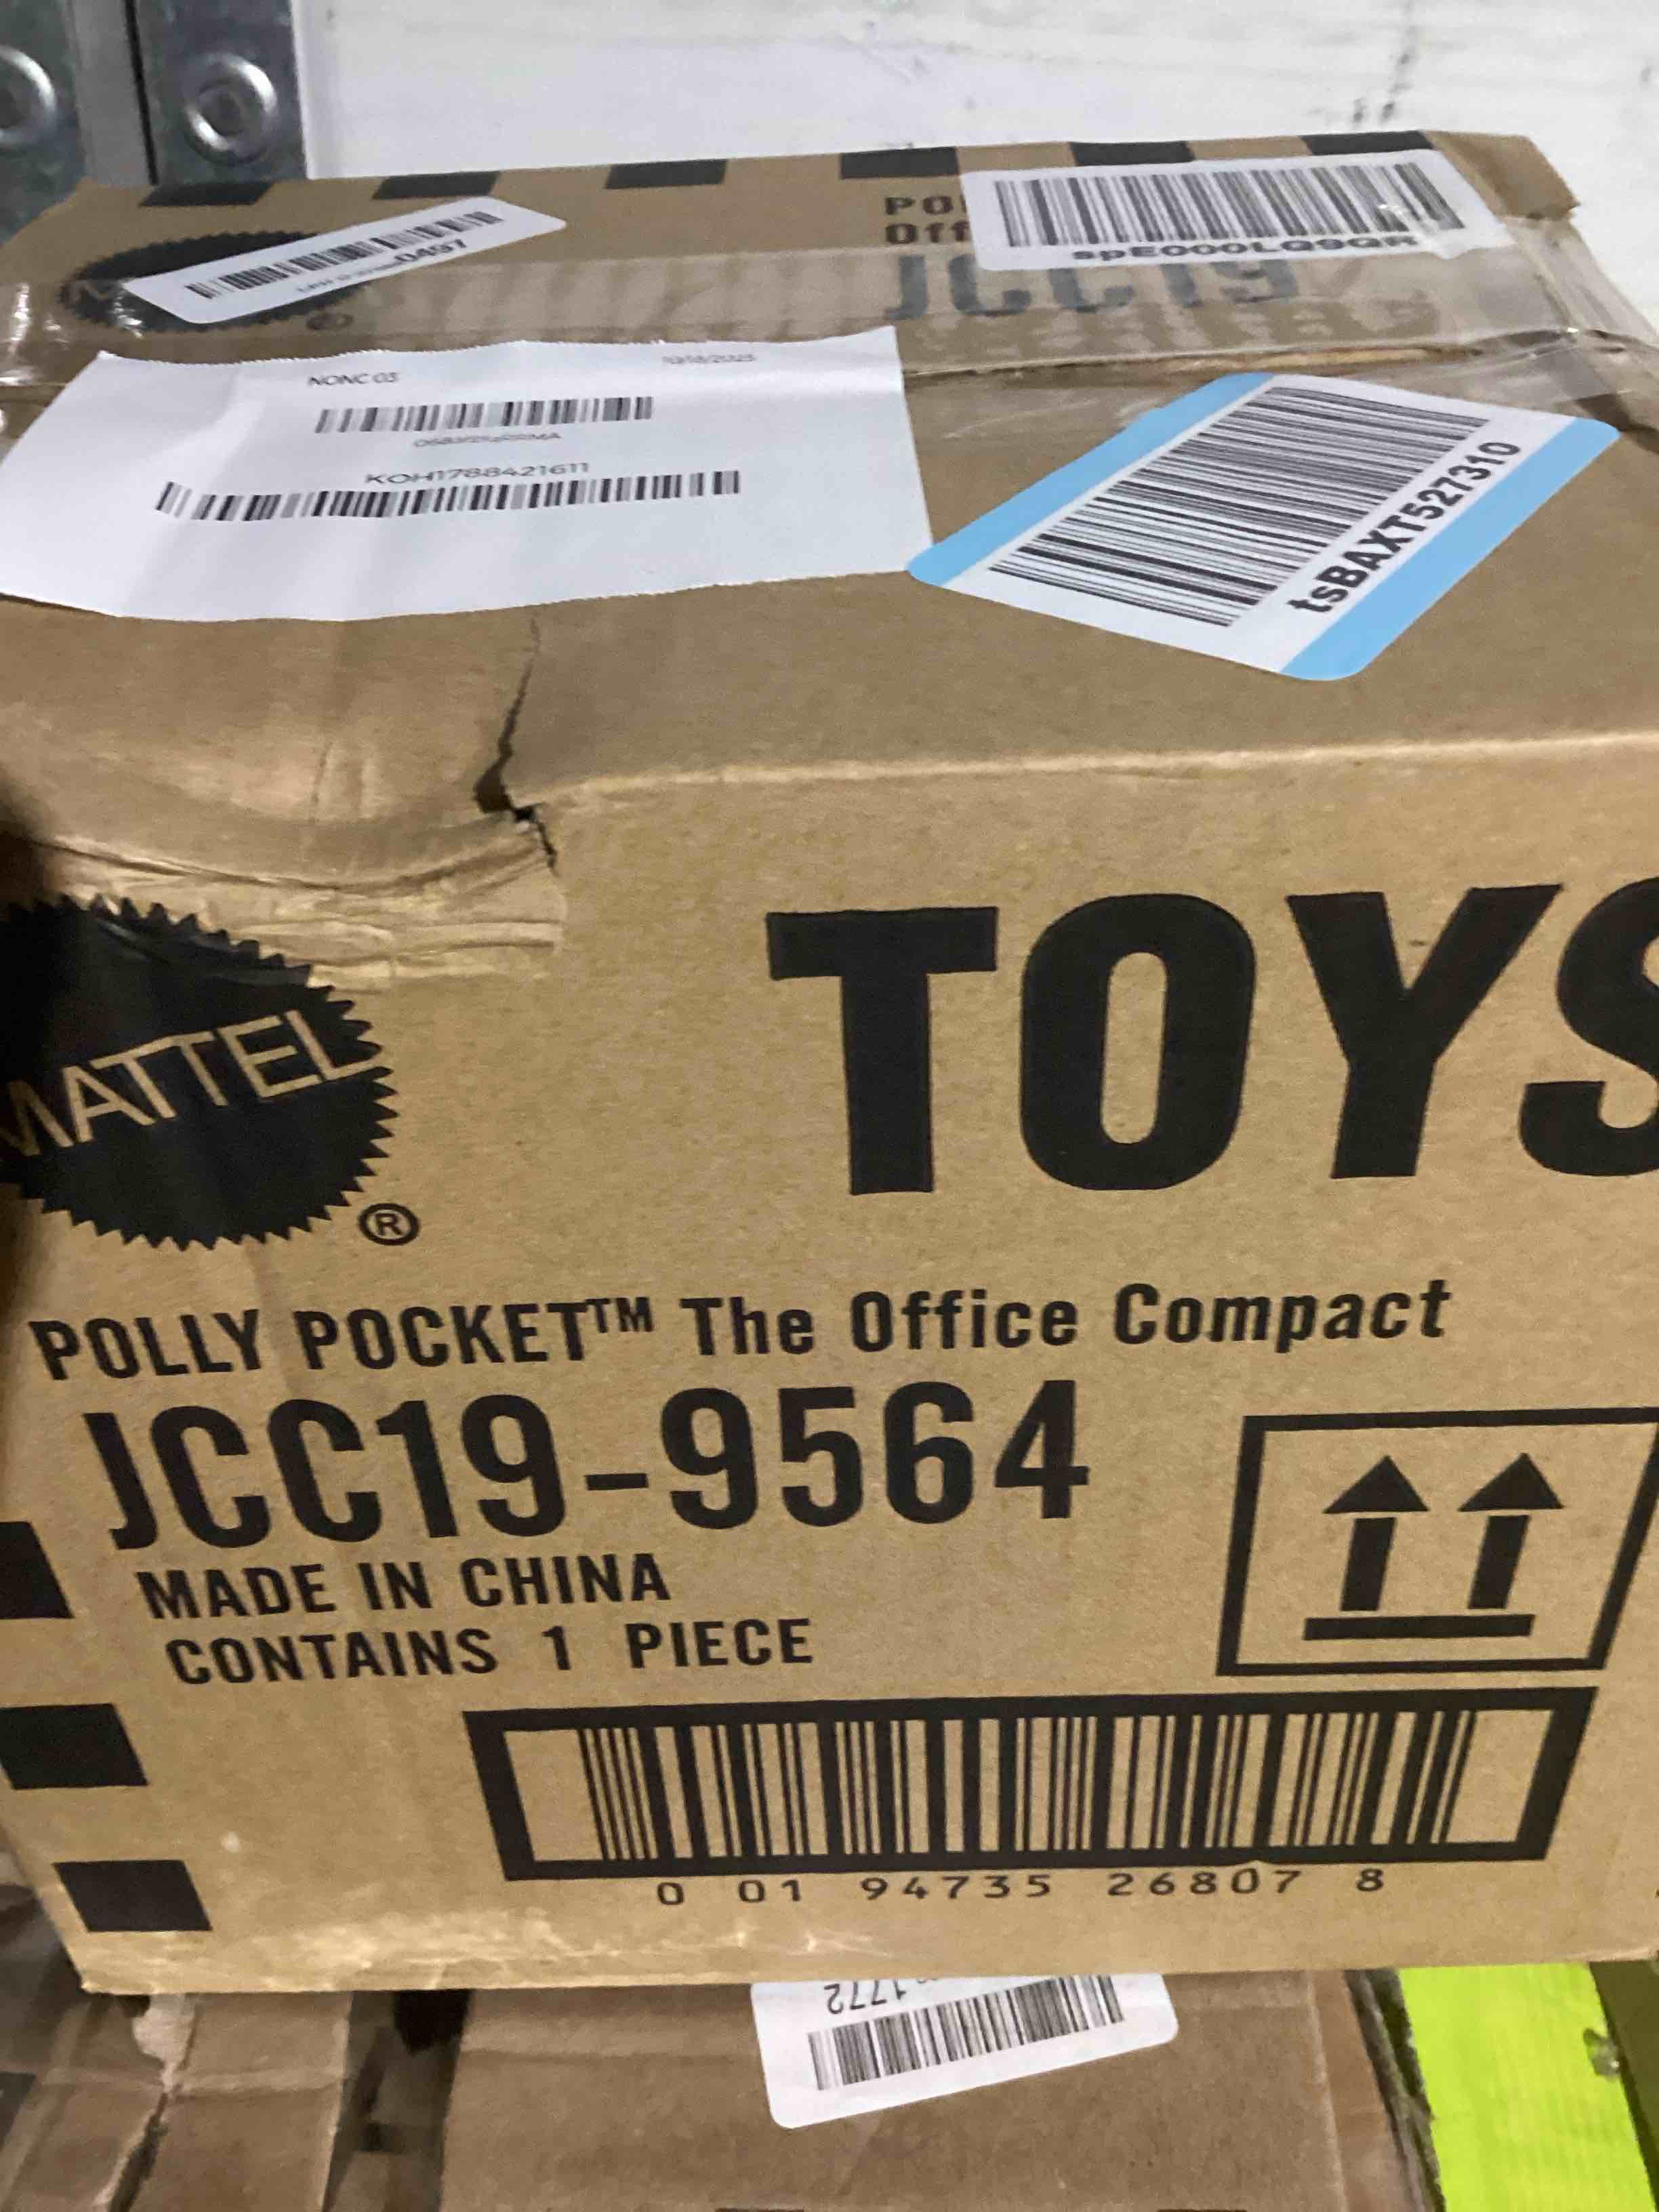 PO
Off
spE000LQ9QR
JCC19
0497
NONC 03
KOH1788421611
tsBAXT527310
TOYS
MATTEL
®
POLLY POCKET™ The Office Compact
JCC19-9564
MADE IN CHINA
CONTAINS 1 PIECE
0 01 94735 26807 8
1772